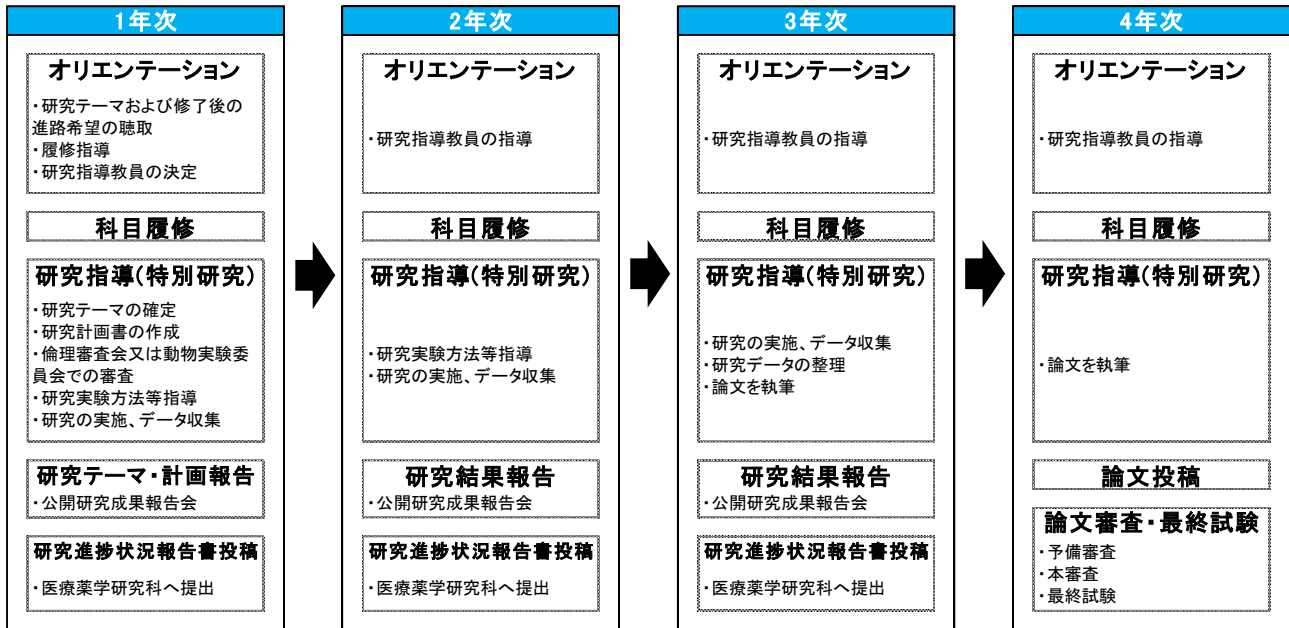 1年次
オリエンテーション
・研究テーマおよび修了後の
進路希望の聴取
・履修指導
・研究指導教員の決定
科目履修
研究指導(特別研究)
・研究テーマの確定
・研究計画書の作成
・倫理審査会又は動物実験委
員会での審査
・研究実験方法等指導
・研究の実施、データ収集
研究テーマ・計画報告
・公開研究成果報告会
研究進捗状況報告書投稿
・医療薬学研究科へ提出
2年次
オリエンテーション
・研究指導教員の指導
科目履修
研究指導(特別研究)
・研究実験方法等指導
・研究の実施、データ収集
研究結果報告
・公開研究成果報告会
研究進捗状況報告書投稿
・医療薬学研究科へ提出
3年次
オリエンテーション
・研究指導教員の指導
科目履修
研究指導(特別研究)
・研究の実施、データ収集
・研究データの整理
・論文を執筆
研究結果報告
・公開研究成果報告会
研究進捗状況報告書投稿
・医療薬学研究科へ提出
4年次
オリエンテーション
・研究指導教員の指導
科目履修
研究指導(特別研究)
・論文を執筆
論文投稿
論文審査・最終試験
・予備審査
・本審査
・最終試験